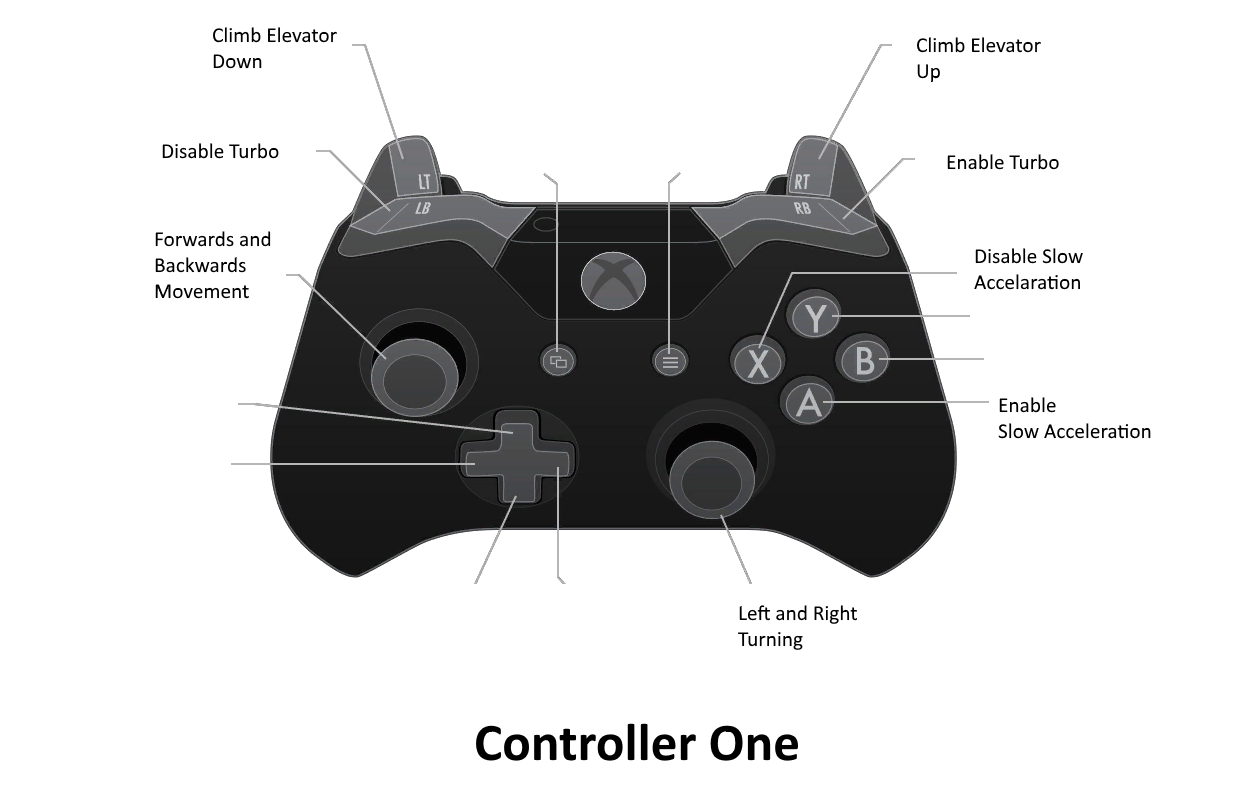 Climb Elevator
Down
Climb Elevator
Up
Disable Turbo
Enable Turbo
LT
RT
LB
RB
Forwards and
Backwards
Movement
Disable Slow
Accelaration
Y
X
B
A
Enable
Slow Acceleration
Left and Right
Turning
Controller One